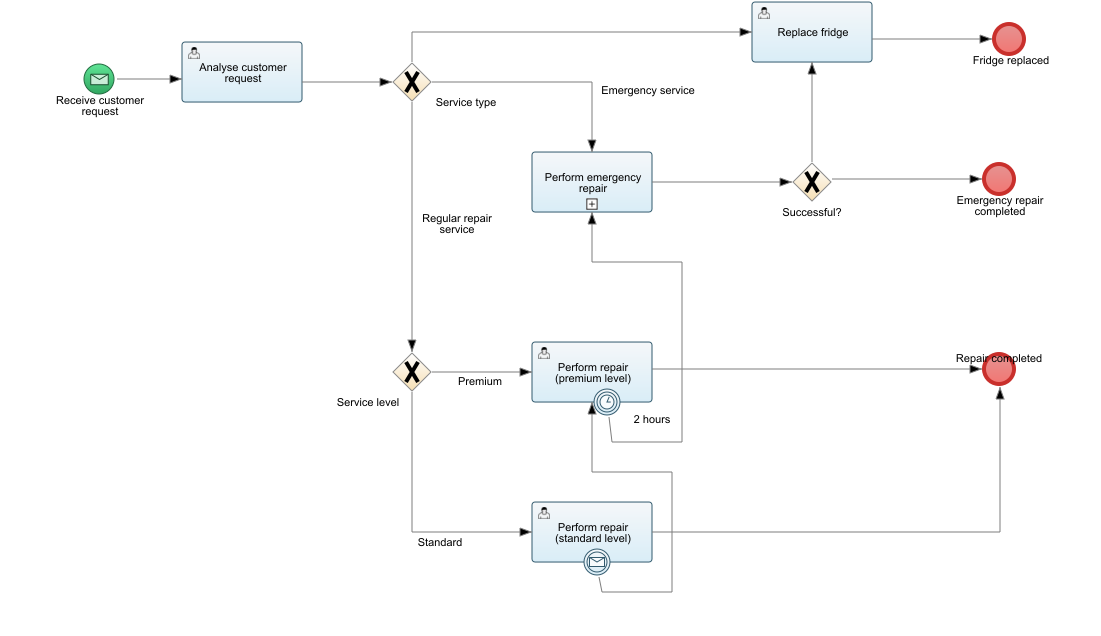 Replace fridge
Fridge replaced
Analyse customer
request
Receive customer
request
Service type
Emergency service
Perform emergency
repair
Successful?
Emergency repair
completed
Regular repair
service
Perform repair
(premium level)
Repair completed
Premium
Service level
2 hours
Perform repair
(standard level)
Standard